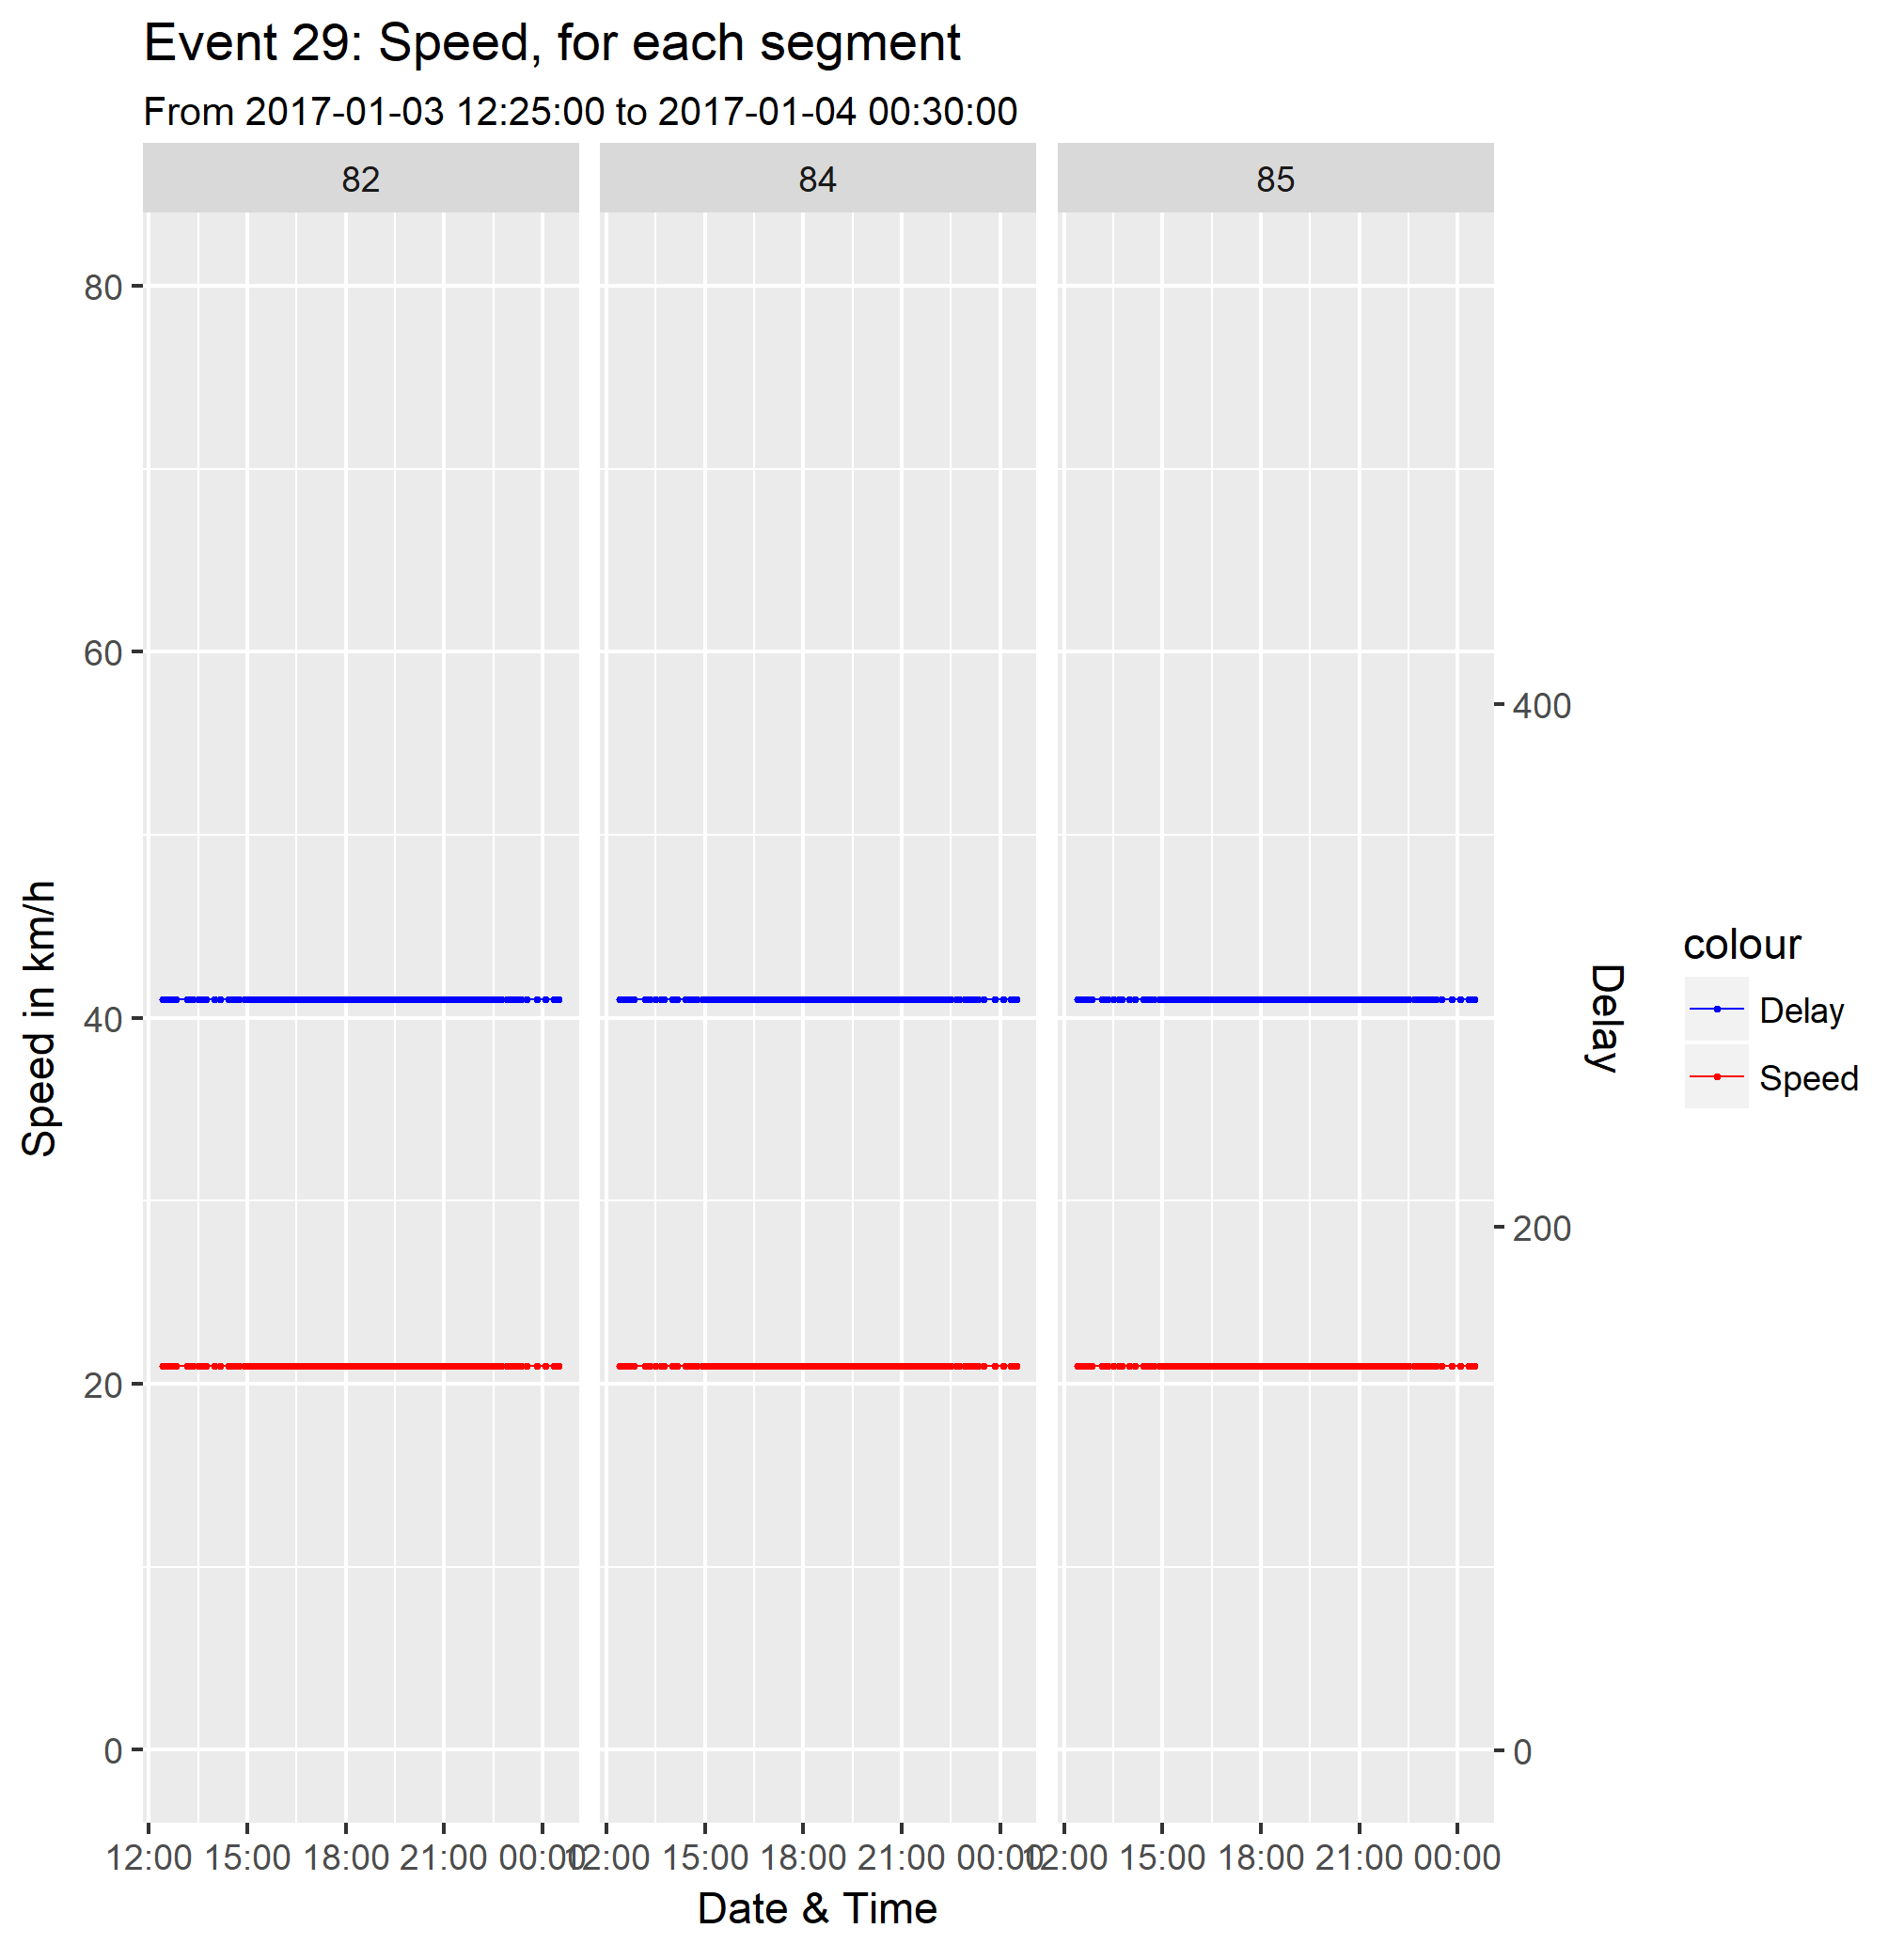 Event 29: Speed, for each segment
From 2017-01-03 12:25:00 to 2017-01-04 00:30:00
82 84 85
80
60
40
20
0
Speed in km/h
400
200
0
Delay
colour
Delay
Speed
12:00 15:00 18:00 21:00 00:00 12:00 15:00 18:00 21:00 00:00 12:00 15:00 18:00 21:00 00:00
Date & Time